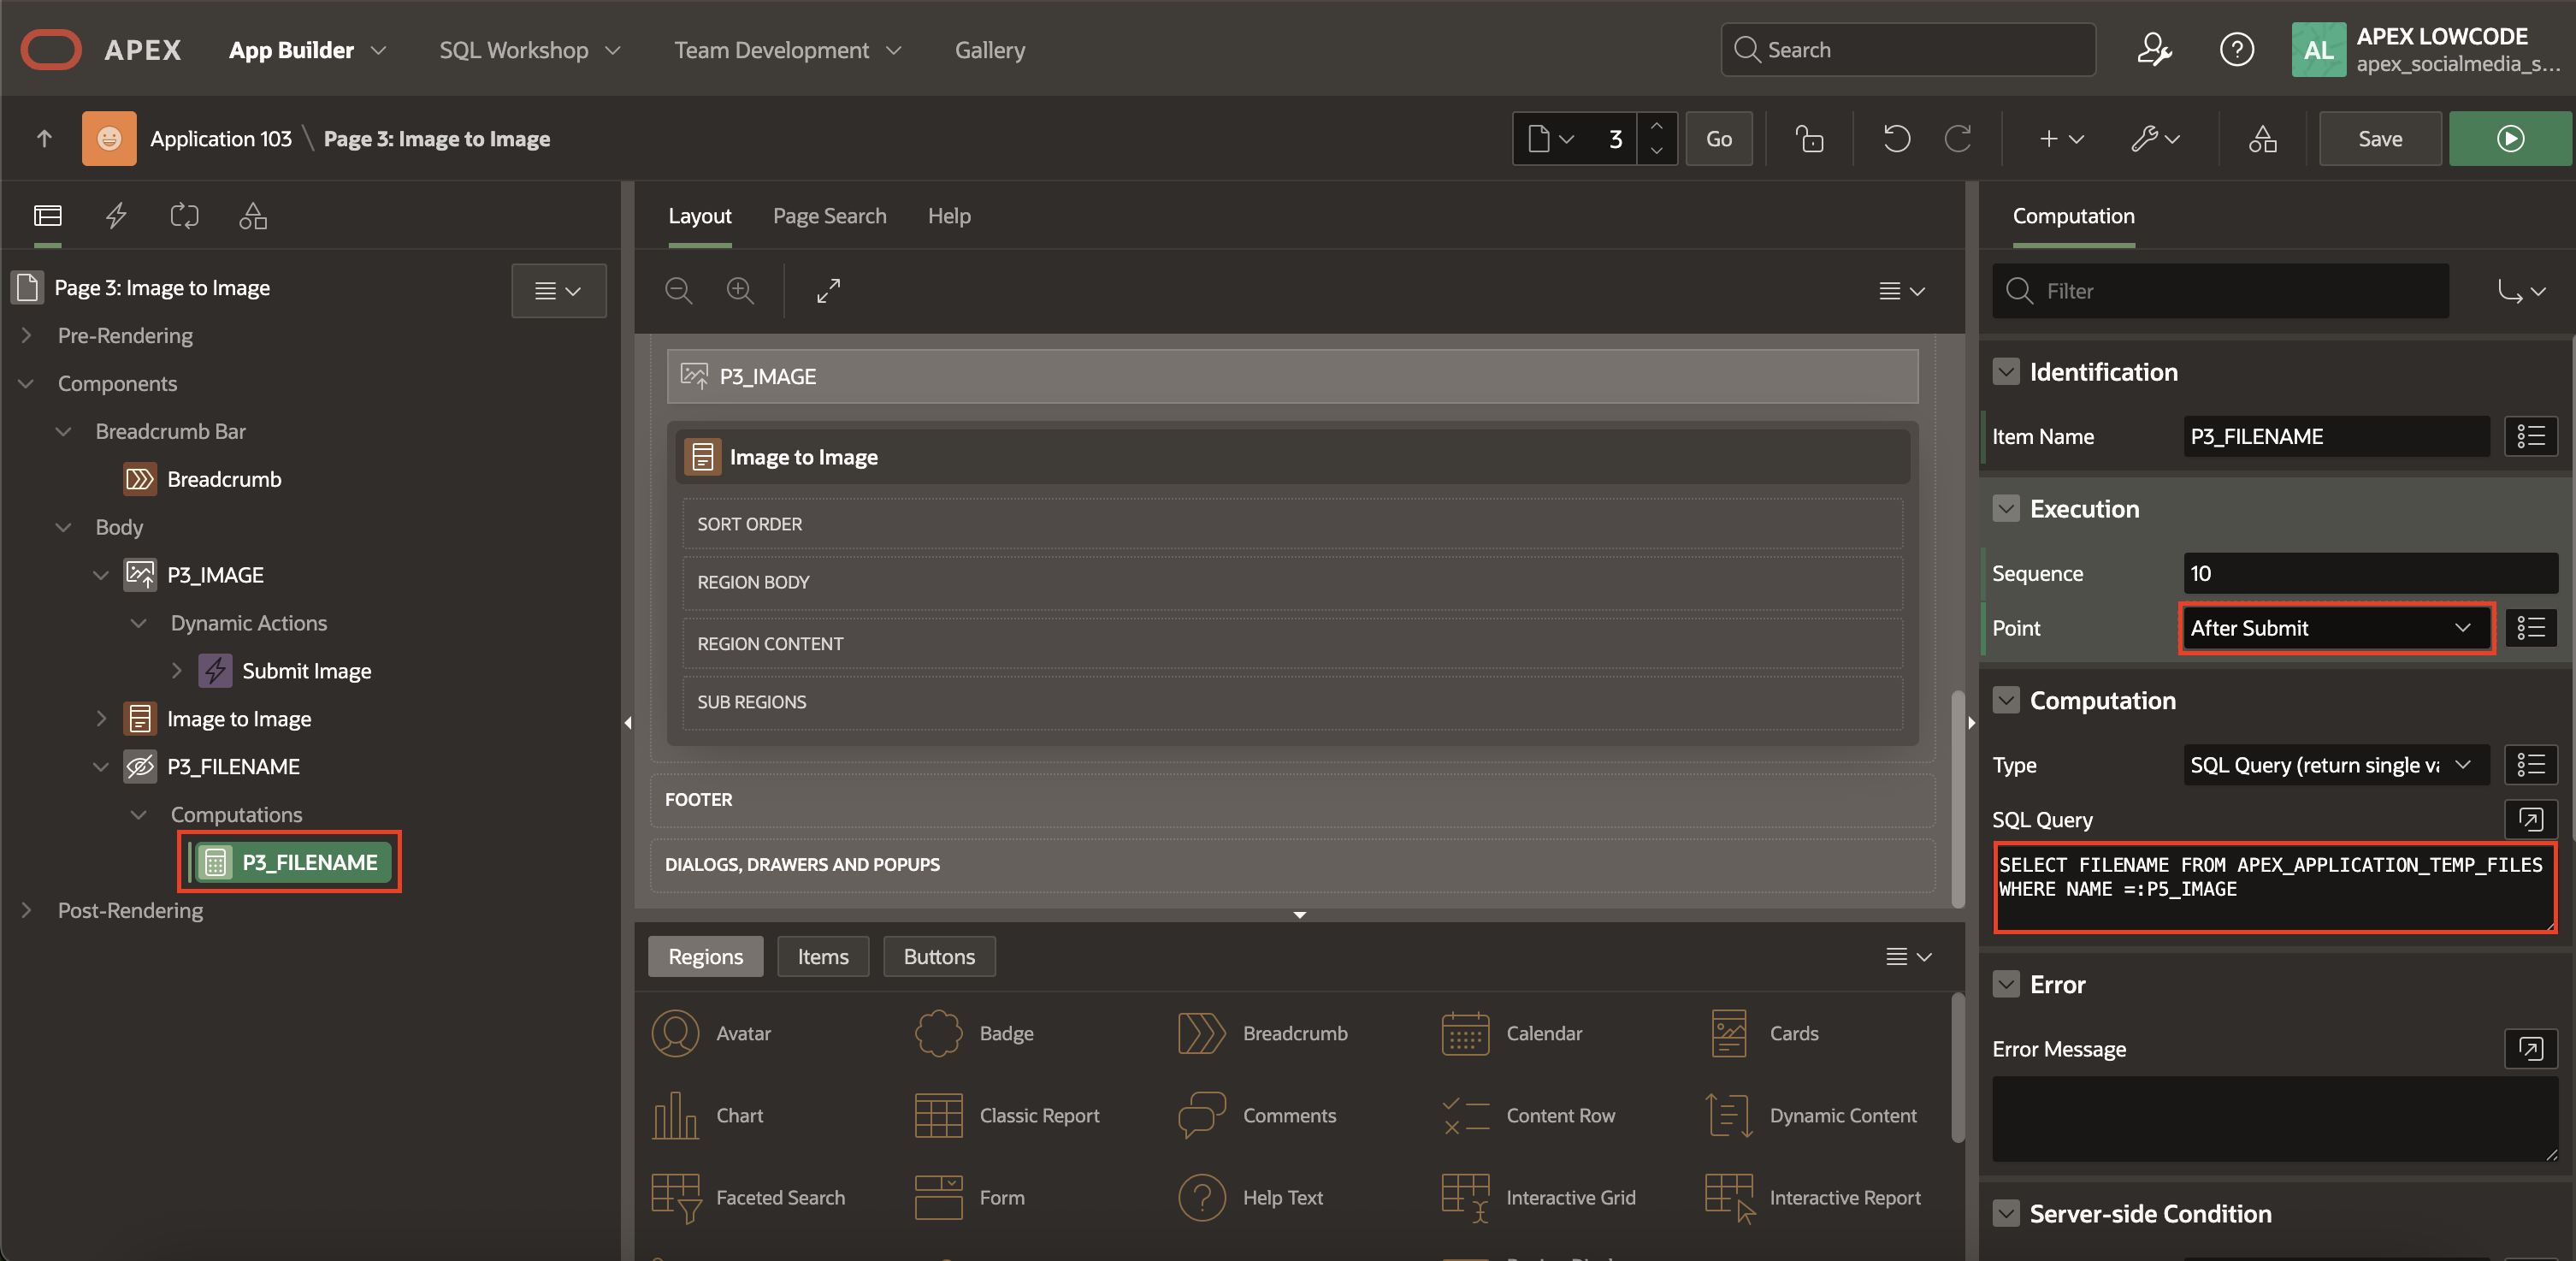 APEX
App Builder
SQL Workshop
Team Development
Gallery
Search
AL
APEX LOWCODE
apex_socialmedia_s...
Application 103 \ Page 3: Image to Image
3
Go
Save
Page 3: Image to Image
Pre-Rendering
Components
Breadcrumb Bar
Breadcrumb
Body
P3_IMAGE
Dynamic Actions
Submit Image
Image to Image
P3_FILENAME
Computations
P3_FILENAME
Post-Rendering
Layout
Page Search
Help
P3_IMAGE
Image to Image
SORT ORDER
REGION BODY
REGION CONTENT
SUB REGIONS
FOOTER
DIALOGS, DRAWERS AND POPUPS
Regions
Items
Buttons
Avatar
Badge
Breadcrumb
Calendar
Cards
Chart
Classic Report
Comments
Content Row
Dynamic Content
Faceted Search
Form
Help Text
Interactive Grid
Interactive Report
Computation
Filter
Identification
Item Name
P3_FILENAME
Execution
Sequence
10
Point
After Submit
Computation
Type
SQL Query (return single va
SQL Query
SELECT FILENAME FROM APEX_APPLICATION_TEMP_FILES
WHERE NAME =:P5_IMAGE
Error
Error Message
Server-side Condition